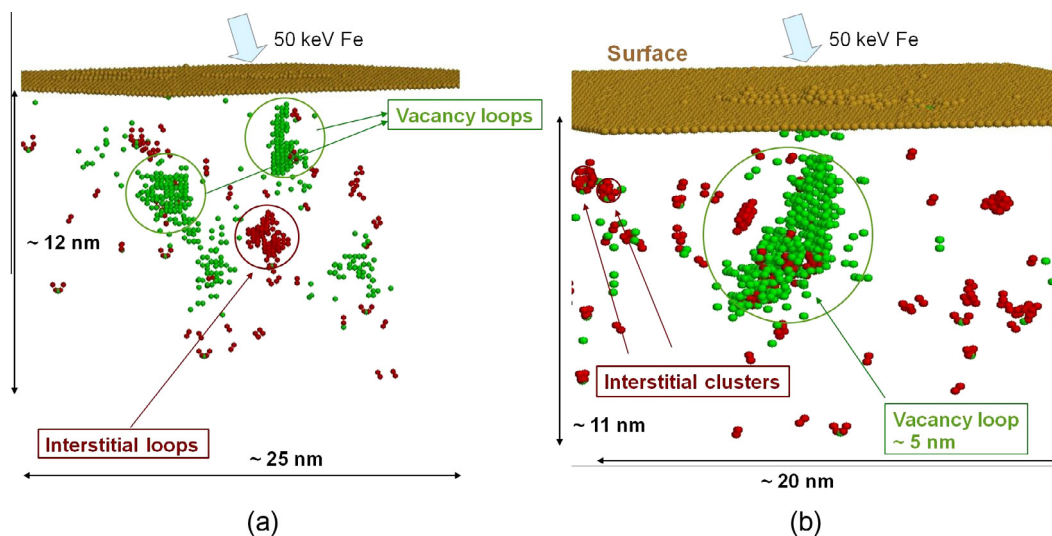 50 keV Fe
Vacancy loops
~ 12 nm
Interstitial loops
~ 25 nm
(a)
50 keV Fe
Surface
Interstitial clusters
~ 11 nm
Vacancy loop
~ 5 nm
~ 20 nm
(b)